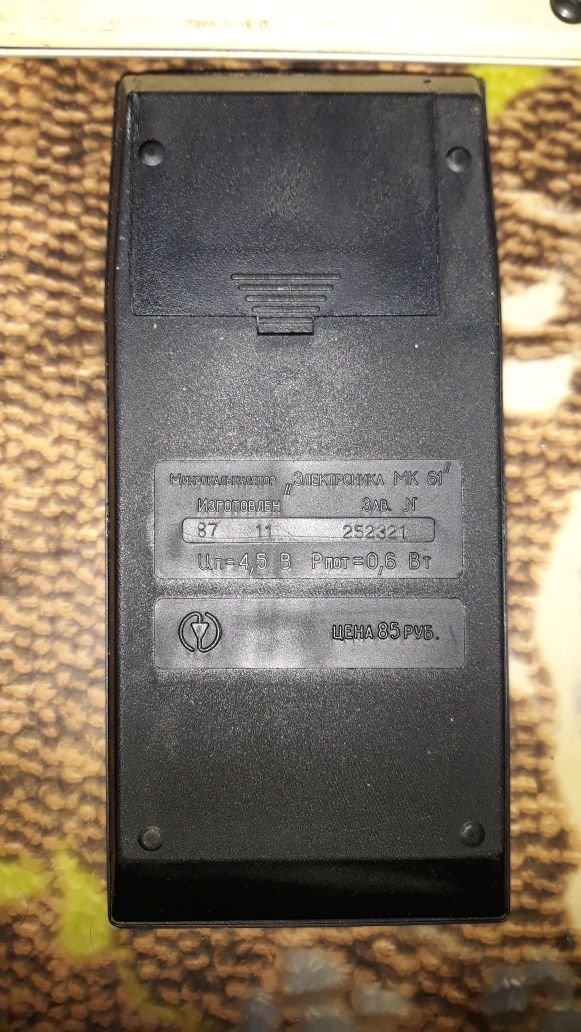 Микрокалькулятор „Электроника МК 61”
Изготовлен Зав. №
87 11 252321
Uп=4,5 В Pпот=0,6 Вт
ЦЕНА 85 РУБ.